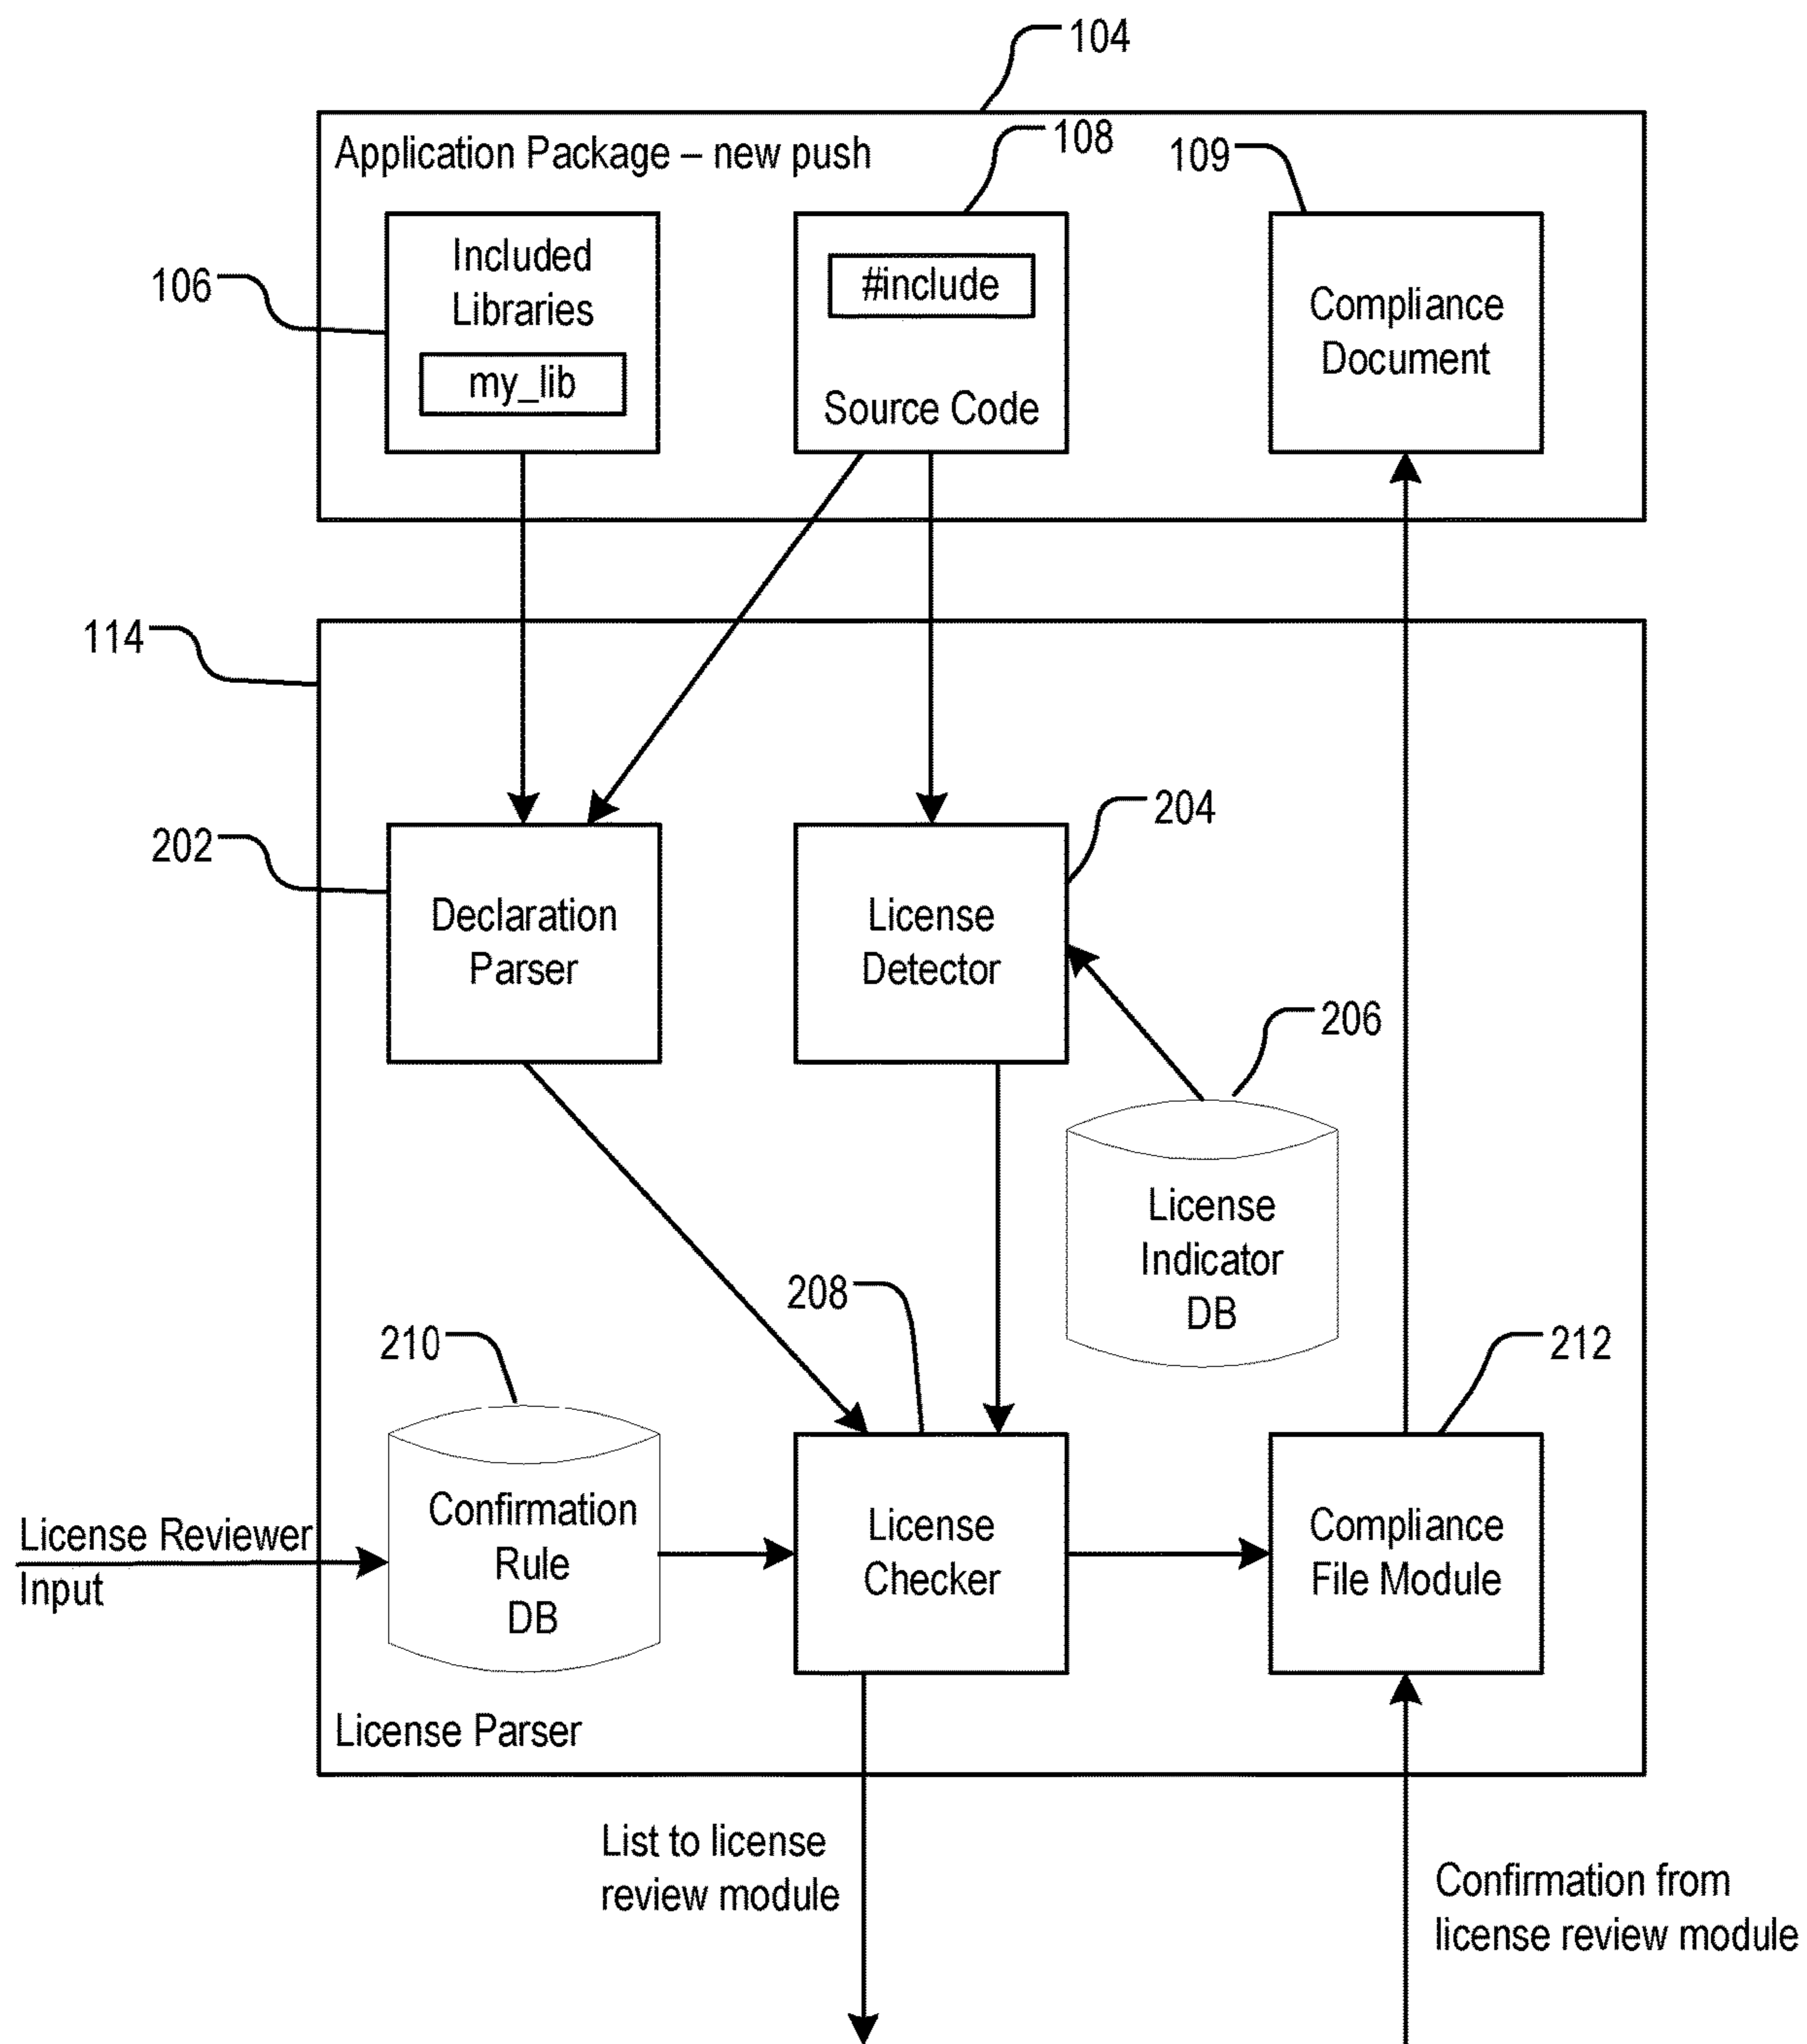 104
Application Package – new push
108
109
106
Included
Libraries
my_lib
#include
Source Code
Compliance
Document
114
202
Declaration
Parser
204
License
Detector
206
License
Indicator
DB
208
210
212
License Reviewer
Input
Confirmation
Rule
DB
License
Checker
Compliance
File Module
License Parser
List to license
review module
Confirmation from
license review module